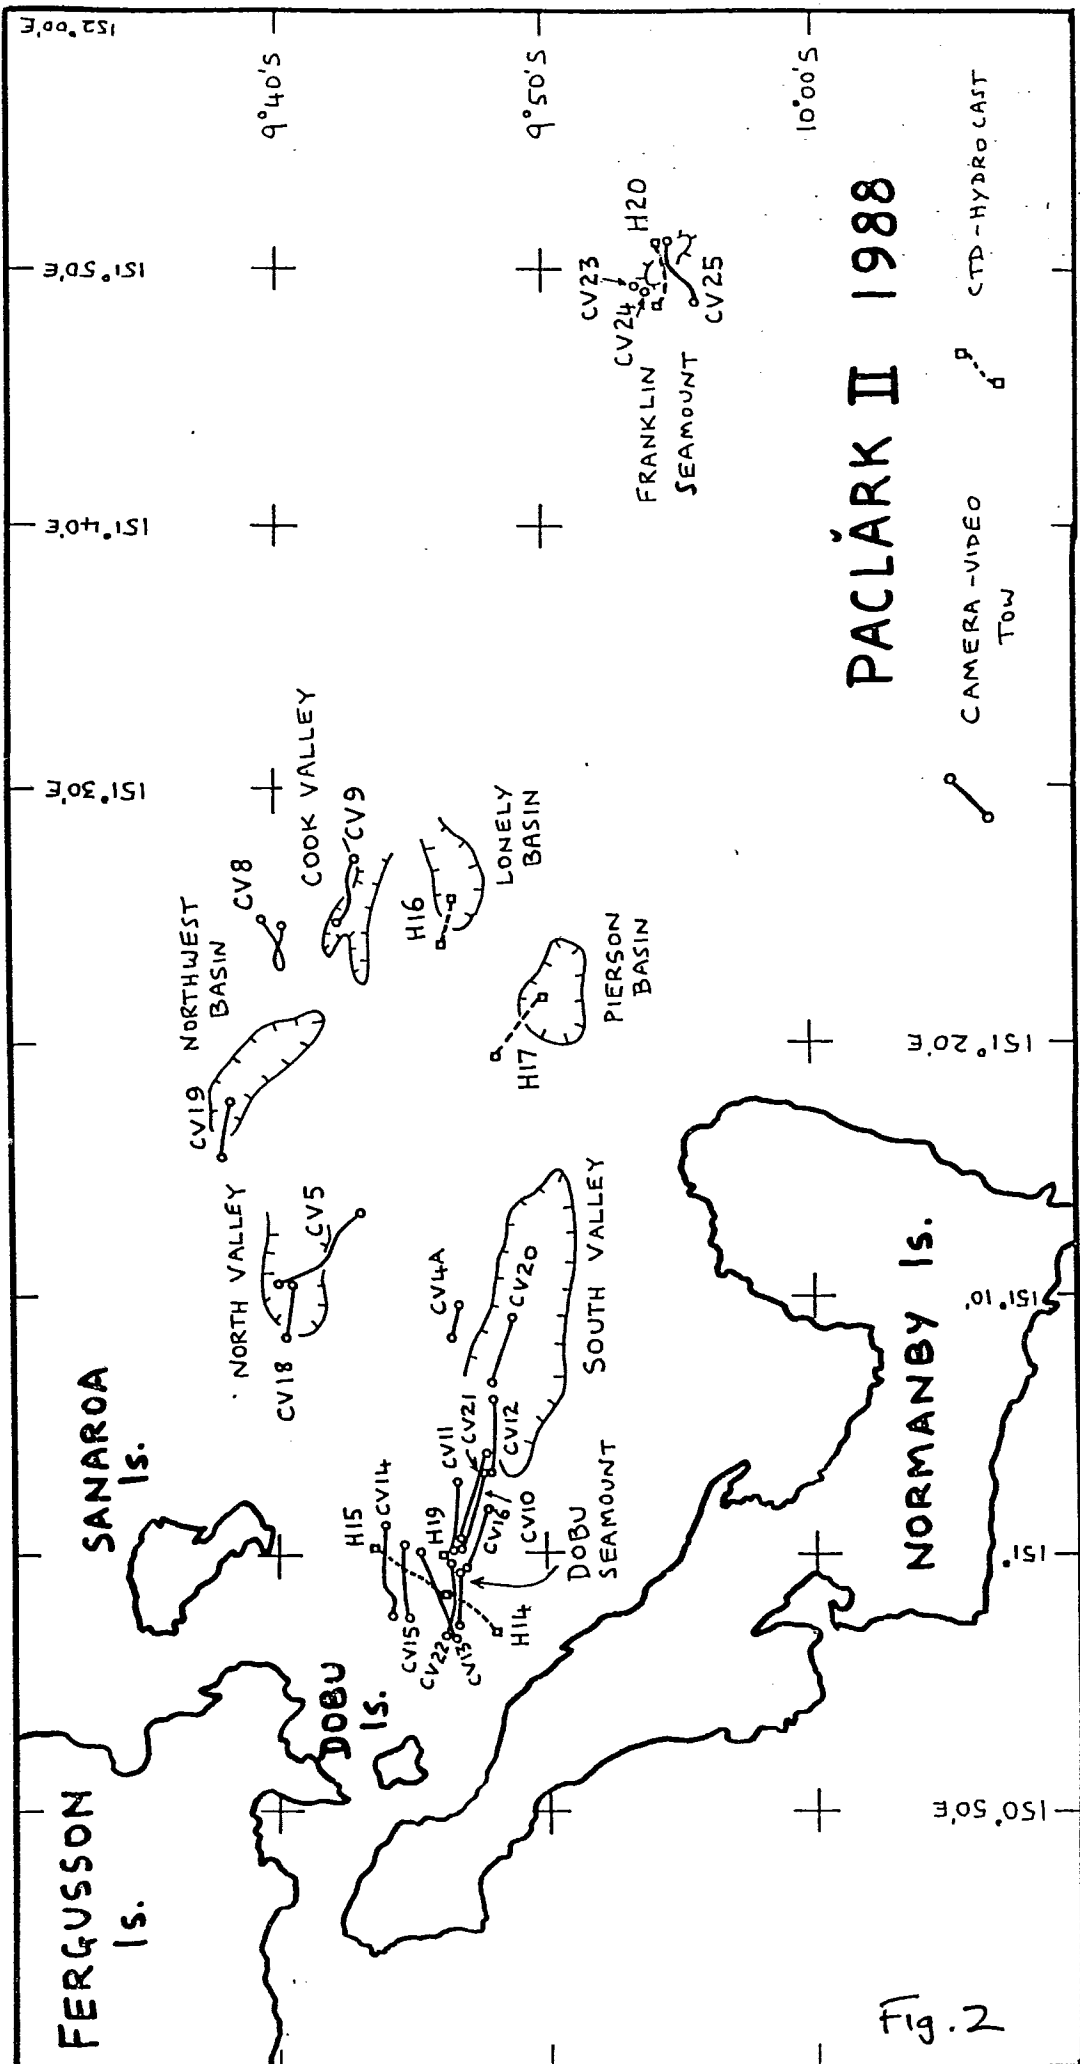 FERGUSSON
Is.
SANAROA
Is.
DOBU
Is.
NORMANBY Is.
NORTH VALLEY
CV18
CV5
CV19
NORTHWEST
BASIN
CV8
COOK VALLEY
CV9
H16
LONELY
BASIN
H17
PIERSON
BASIN
CV4A
CV20
SOUTH VALLEY
H15
CV14
CV15
CV22
CV13
H14
H19
CV11
CV21
CV12
CV16
CV10
DOBU
SEAMOUNT
CV23
CV24
H20
CV25
FRANKLIN
SEAMOUNT
PACLARK II 1988
CAMERA-VIDEO
TOW
CTD-HYDROCAST
9°40'S
9°50'S
10°00'S
152°00'E
151°50'E
151°40'E
151°30'E
151°20'E
151°10'
151°
150°50'E
Fig.2